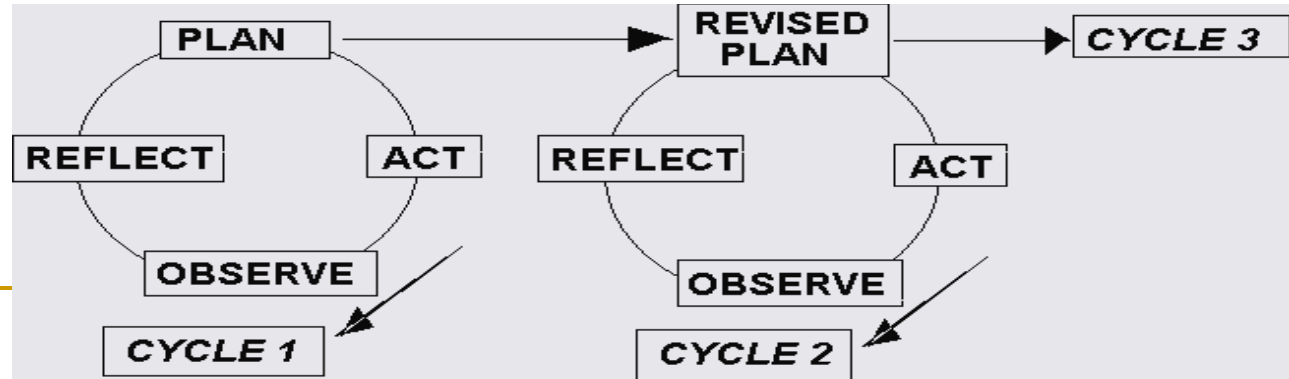 PLAN
REFLECT
ACT
OBSERVE
CYCLE 1
REVISED
PLAN
REFLECT
ACT
OBSERVE
CYCLE 2
CYCLE 3